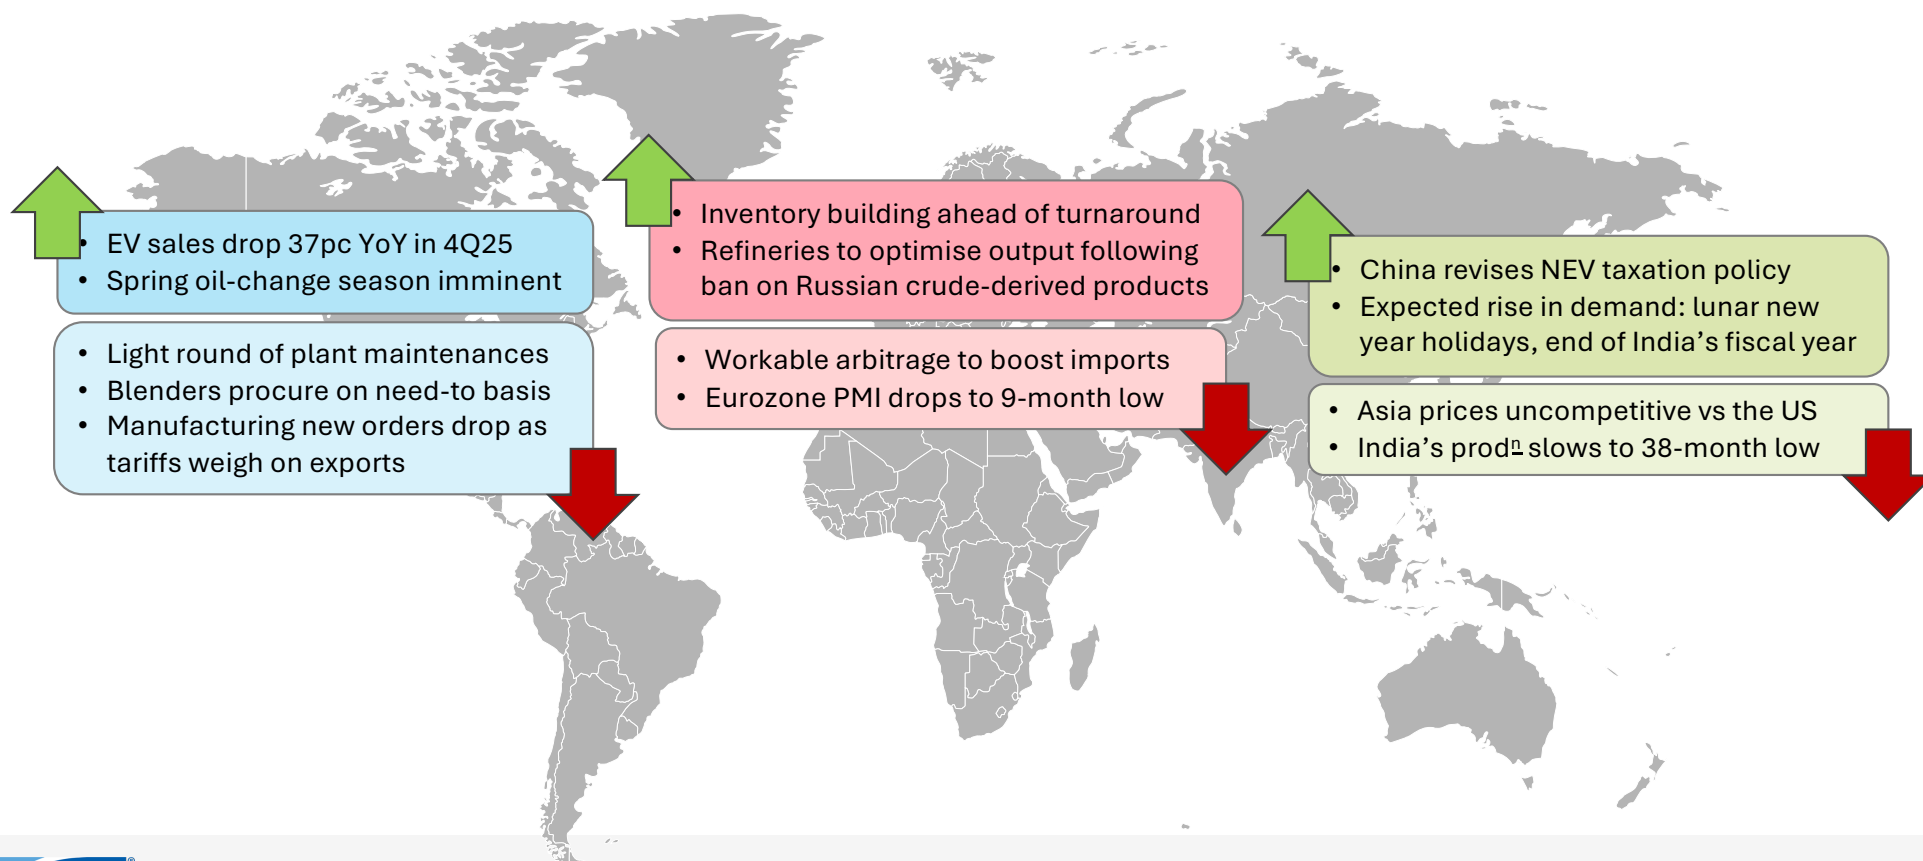 • EV sales drop 37pc YoY in 4Q25
• Spring oil-change season imminent
• Light round of plant maintenances
• Blenders procure on need-to basis
• Manufacturing new orders drop as
tariffs weigh on exports
• Inventory building ahead of turnaround
• Refineries to optimise output following
ban on Russian crude-derived products
• Workable arbitrage to boost imports
• Eurozone PMI drops to 9-month low
• China revises NEV taxation policy
• Expected rise in demand: lunar new
year holidays, end of India’s fiscal year
• Asia prices uncompetitive vs the US
• India’s prodⁿ slows to 38-month low
®